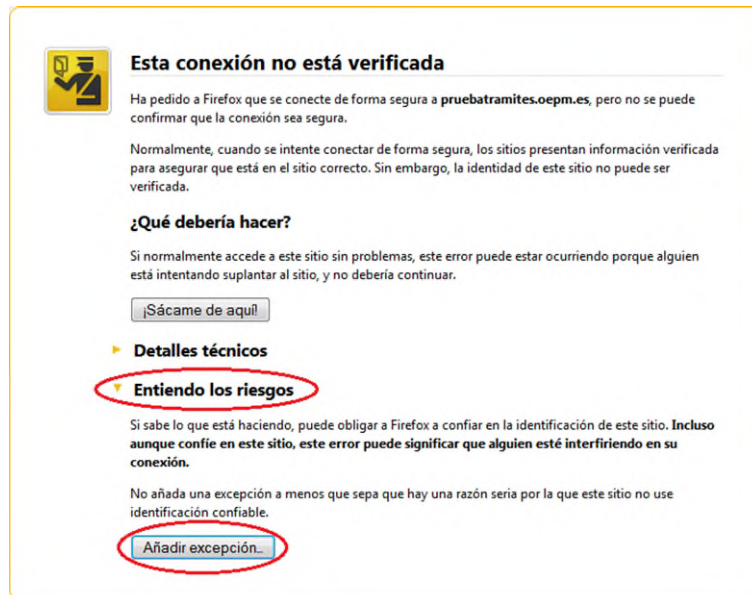 Esta conexión no está verificada
Ha pedido a Firefox que se conecte de forma segura a pruebatramites.oepm.es, pero no se puede
confirmar que la conexión sea segura.
Normalmente, cuando se intente conectar de forma segura, los sitios presentan información verificada
para asegurar que está en el sitio correcto. Sin embargo, la identidad de este sitio no puede ser
verificada.
¿Qué debería hacer?
Si normalmente accede a este sitio sin problemas, este error puede estar ocurriendo porque alguien
está intentando suplantar al sitio, y no debería continuar.
¡Sácame de aquí!
Detalles técnicos
Entiendo los riesgos
Si sabe lo que está haciendo, puede obligar a Firefox a confiar en la identificación de este sitio. Incluso
aunque confíe en este sitio, este error puede significar que alguien esté interfiriendo en su
conexión.
No añada una excepción a menos que sepa que hay una razón seria por la que este sitio no use
identificación confiable.
Añadir excepción...